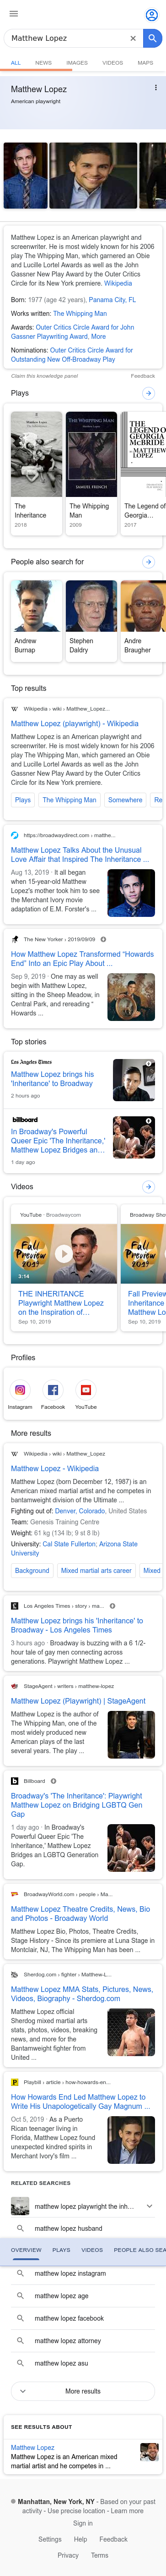 Matthew Lopez
ALL NEWS IMAGES VIDEOS MAPS
Matthew Lopez
American playwright
Matthew Lopez is an American playwright and
screenwriter. He is most widely known for his 2006
play The Whipping Man, which garnered an Obie
and Lucille Lortel Awards as well as the John
Gassner New Play Award by the Outer Critics
Circle for its New York premiere. Wikipedia
Born: 1977 (age 42 years), Panama City, FL
Works written: The Whipping Man
Awards: Outer Critics Circle Award for John
Gassner Playwriting Award, More
Nominations: Outer Critics Circle Award for
Outstanding New Off-Broadway Play
Claim this knowledge panel Feedback
Plays
THE WHIPPING MAN
SAMUEL FRENCH
THE
LEGEND O
GEORGIA
MCBRIDE
The
Inheritance
2018
The Whipping
Man
2009
The Legend of
Georgia…
2017
People also search for
Andrew
Burnap
Stephen
Daldry
Andre
Braugher
Top results
Wikipedia › wiki › Matthew_Lopez...
Matthew Lopez (playwright) - Wikipedia
Matthew Lopez is an American playwright and
screenwriter. He is most widely known for his 2006
play The Whipping Man, which garnered an Obie
and Lucille Lortel Awards as well as the John
Gassner New Play Award by the Outer Critics
Circle for its New York premiere.
Plays The Whipping Man Somewhere Re
https://broadwaydirect.com › matthe...
Matthew Lopez Talks About the Unusual
Love Affair that Inspired The Inheritance ...
Aug 13, 2019 · It all began
when 15-year-old Matthew
Lopez's mother took him to see
the Merchant Ivory movie
adaptation of E.M. Forster's ...
The New Yorker › 2019/09/09
How Matthew Lopez Transformed “Howards
End” Into an Epic Play About ...
Sep 9, 2019 · One may well
begin with Matthew Lopez,
sitting in the Sheep Meadow, in
Central Park, and rereading “
Howards ...
Top stories
Los Angeles Times
Matthew Lopez brings his
'Inheritance' to Broadway
2 hours ago
billboard
In Broadway's Powerful
Queer Epic 'The Inheritance,'
Matthew Lopez Bridges an…
1 day ago
Videos
YouTube · Broadwaycom
Broadway Sho
Fall
Preview
2019
3:14
Fall
Preview
2019
THE INHERITANCE
Playwright Matthew Lopez
on the Inspiration of…
Sep 10, 2019
Fall Preview
Inheritance
Matthew Lo
Sep 10, 2019
Profiles
Instagram Facebook YouTube
More results
Wikipedia › wiki › Matthew_Lopez
Matthew Lopez - Wikipedia
Matthew Lopez (born December 12, 1987) is an
American mixed martial artist and competes in the
bantamweight division of the Ultimate ...
Fighting out of: Denver, Colorado, United States
Team: Genesis Training Centre
Weight: 61 kg (134 lb; 9 st 8 lb)
University: Cal State Fullerton; Arizona State
University
Background Mixed martial arts career Mixed
Los Angeles Times › story › ma...
Matthew Lopez brings his 'Inheritance' to
Broadway - Los Angeles Times
3 hours ago · Broadway is buzzing with a 6 1/2-
hour tale of gay men connecting across
generations. Playwright Matthew Lopez ...
StageAgent › writers › matthew-lopez
Matthew Lopez (Playwright) | StageAgent
Matthew Lopez is the author of
The Whipping Man, one of the
most widely produced new
American plays of the last
several years. The play ...
Billboard
Broadway's 'The Inheritance': Playwright
Matthew Lopez on Bridging LGBTQ Gen
Gap
1 day ago · In Broadway's
Powerful Queer Epic 'The
Inheritance,' Matthew Lopez
Bridges an LGBTQ Generation
Gap.
BroadwayWorld.com › people › Ma...
Matthew Lopez Theatre Credits, News, Bio
and Photos - Broadway World
Matthew Lopez Bio, Photos, Theatre Credits,
Stage History - Since its premiere at Luna Stage in
Montclair, NJ, The Whipping Man has been ...
Sherdog.com › fighter › Matthew-L...
Matthew Lopez MMA Stats, Pictures, News,
Videos, Biography - Sherdog.com
Matthew Lopez official
Sherdog mixed martial arts
stats, photos, videos, breaking
news, and more for the
Bantamweight fighter from
United ...
Playbill › article › how-howards-en...
How Howards End Led Matthew Lopez to
Write His Unapologetically Gay Magnum ...
Oct 5, 2019 · As a Puerto
Rican teenager living in
Florida, Matthew Lopez found
unexpected kindred spirits in
Merchant Ivory's film ...
RELATED SEARCHES
matthew lopez playwright the inh...
matthew lopez husband
OVERVIEW PLAYS VIDEOS PEOPLE ALSO SEA
matthew lopez instagram
matthew lopez age
matthew lopez facebook
matthew lopez attorney
matthew lopez asu
More results
SEE RESULTS ABOUT
Matthew Lopez
Matthew Lopez is an American mixed
martial artist and he competes in ...
Manhattan, New York, NY - Based on your past
activity - Use precise location - Learn more
Sign in
Settings Help Feedback
Privacy Terms